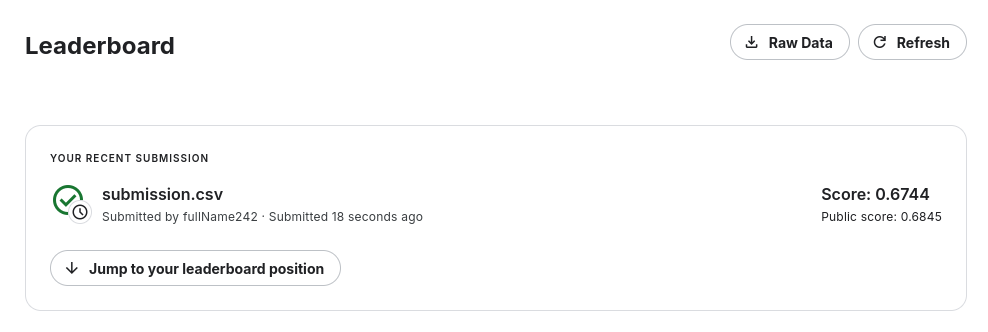 Leaderboard
Raw Data
Refresh
YOUR RECENT SUBMISSION
submission.csv
Score: 0.6744
Submitted by fullName242 · Submitted 18 seconds ago
Public score: 0.6845
Jump to your leaderboard position